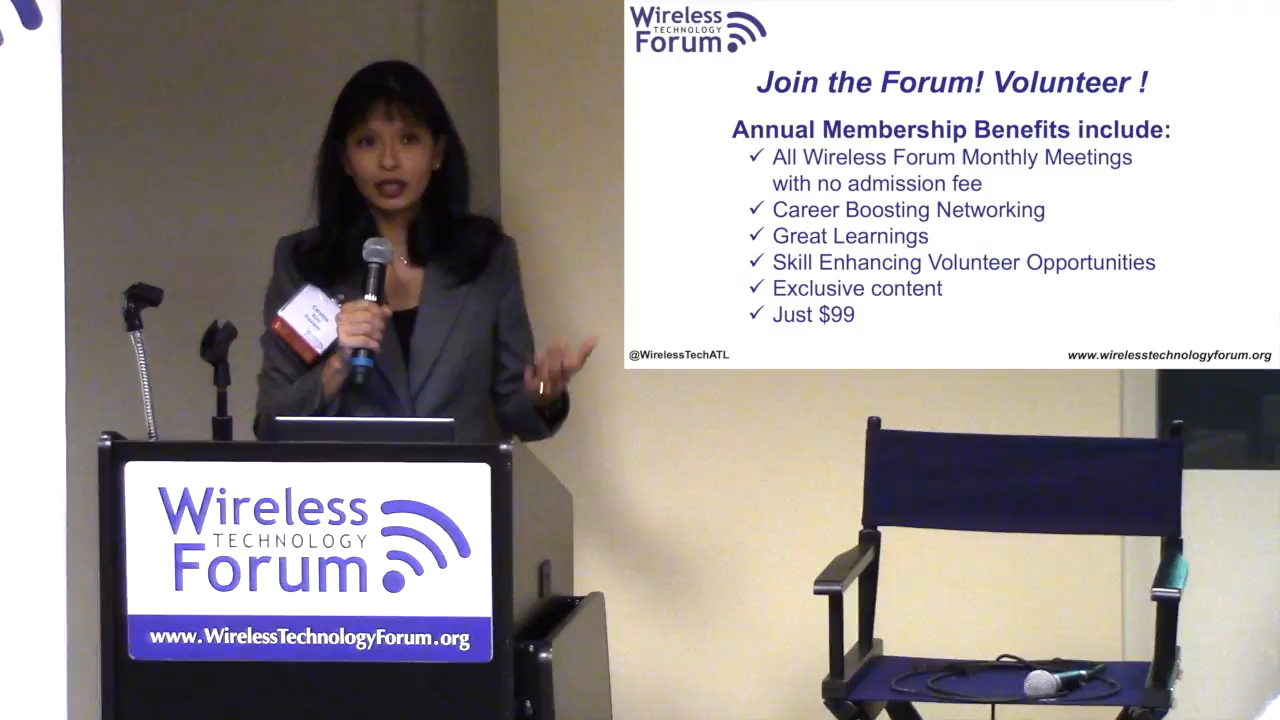 Wireless
TECHNOLOGY
Forum
Join the Forum! Volunteer !
Annual Membership Benefits include:
✓ All Wireless Forum Monthly Meetings
with no admission fee
✓ Career Boosting Networking
✓ Great Learnings
✓ Skill Enhancing Volunteer Opportunities
✓ Exclusive content
✓ Just $99
@WirelessTechATL
www.wirelesstechnologyforum.org
Wireless
TECHNOLOGY
Forum
www.WirelessTechnologyForum.org